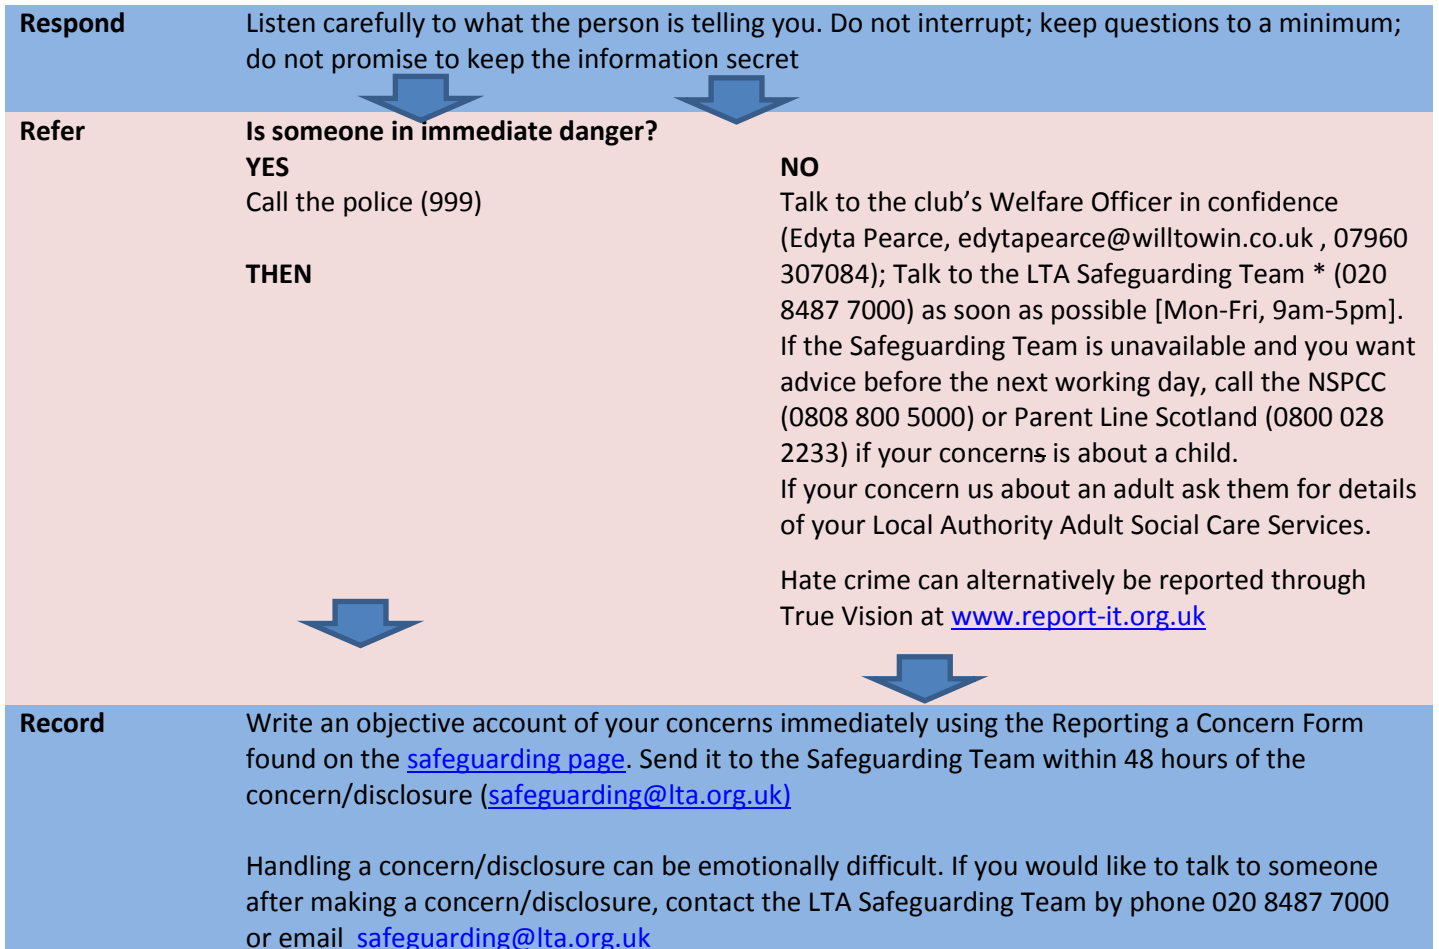 Respond
Listen carefully to what the person is telling you. Do not interrupt; keep questions to a minimum;
do not promise to keep the information secret
Refer
Is someone in immediate danger?
YES
Call the police (999)
THEN
NO
Talk to the club’s Welfare Officer in confidence
(Edyta Pearce, edytapearce@willtowin.co.uk , 07960
307084); Talk to the LTA Safeguarding Team * (020
8487 7000) as soon as possible [Mon-Fri, 9am-5pm].
If the Safeguarding Team is unavailable and you want
advice before the next working day, call the NSPCC
(0808 800 5000) or Parent Line Scotland (0800 028
2233) if your concerns is about a child.
If your concern us about an adult ask them for details
of your Local Authority Adult Social Care Services.
Hate crime can alternatively be reported through
True Vision at www.report-it.org.uk
Record
Write an objective account of your concerns immediately using the Reporting a Concern Form
found on the safeguarding page. Send it to the Safeguarding Team within 48 hours of the
concern/disclosure (safeguarding@lta.org.uk)
Handling a concern/disclosure can be emotionally difficult. If you would like to talk to someone
after making a concern/disclosure, contact the LTA Safeguarding Team by phone 020 8487 7000
or email safeguarding@lta.org.uk